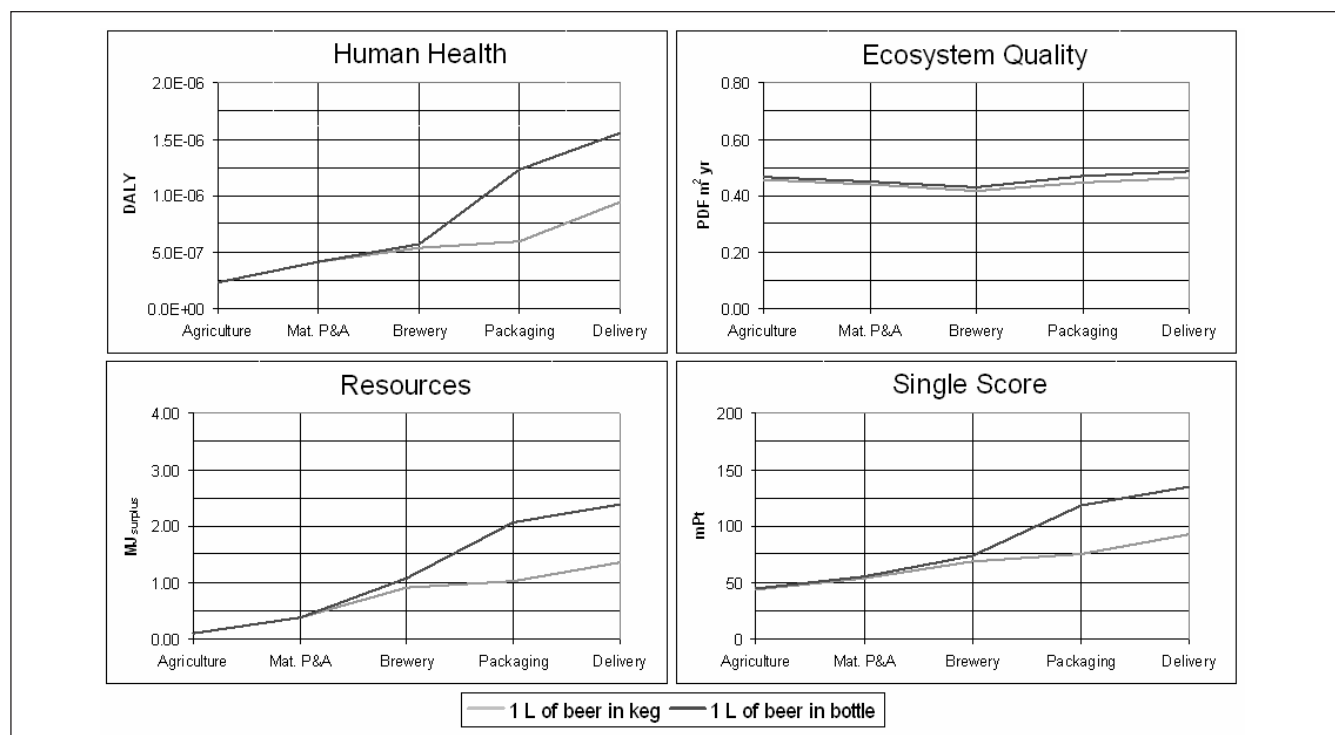 Human Health
2.0E-06
1.5E-06
1.0E-06
5.0E-07
0.0E+00
DALY
Agriculture Mat. P&A Brewery Packaging Delivery
Ecosystem Quality
0.80
0.60
0.40
0.20
0.00
PDF m² yr
Agriculture Mat. P&A Brewery Packaging Delivery
Resources
4.00
3.00
2.00
1.00
0.00
MJ surplus
Agriculture Mat. P&A Brewery Packaging Delivery
Single Score
200
150
100
50
0
mPt
Agriculture Mat. P&A Brewery Packaging Delivery
1 L of beer in keg 1 L of beer in bottle